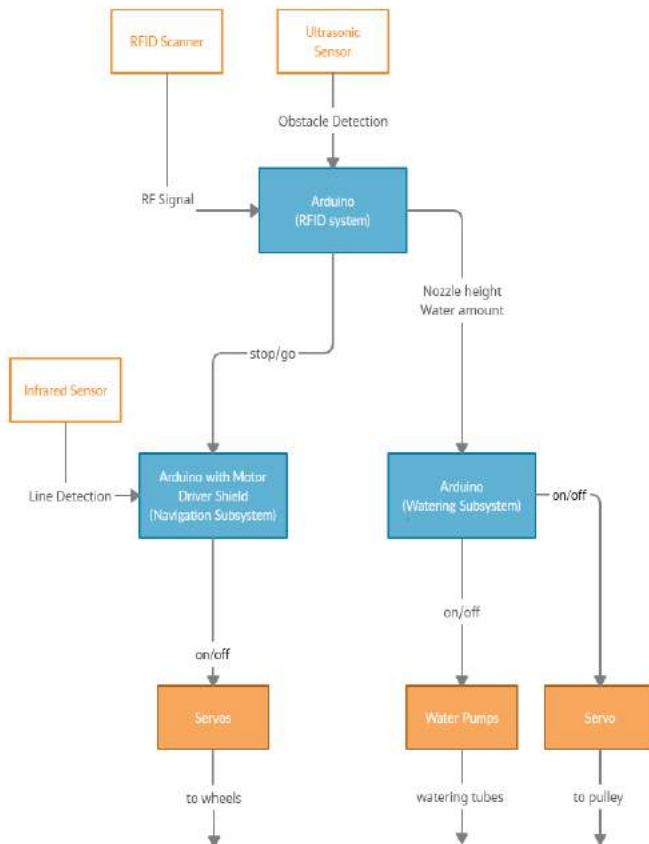 RFID Scanner
Ultrasonic
Sensor
Obstacle Detection
RF Signal
Arduino
(RFID system)
Nozzle height
Water amount
stop/go
Infrared Sensor
Line Detection
Arduino with Motor
Driver Shield
(Navigation Subsystem)
Arduino
(Watering Subsystem)
on/off
on/off
on/off
Servos
Water Pumps
Servo
to wheels
watering tubes
to pulley